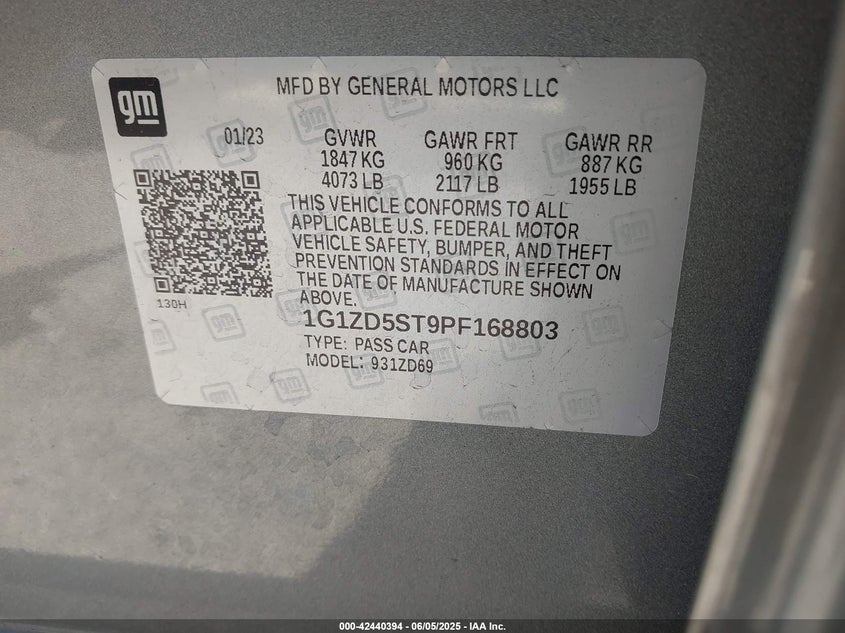 gm
MFD BY GENERAL MOTORS LLC
01/23 GVWR GAWR FRT GAWR RR
1847 KG 960 KG 887 KG
4073 LB 2117 LB 1955 LB
THIS VEHICLE CONFORMS TO ALL
APPLICABLE U.S. FEDERAL MOTOR
VEHICLE SAFETY, BUMPER, AND THEFT
PREVENTION STANDARDS IN EFFECT ON
THE DATE OF MANUFACTURE SHOWN
ABOVE.
130H
1G1ZD5ST9PF168803
TYPE: PASS CAR
MODEL: 931ZD69
000-42440394 - 06/05/2025 - IAA Inc.